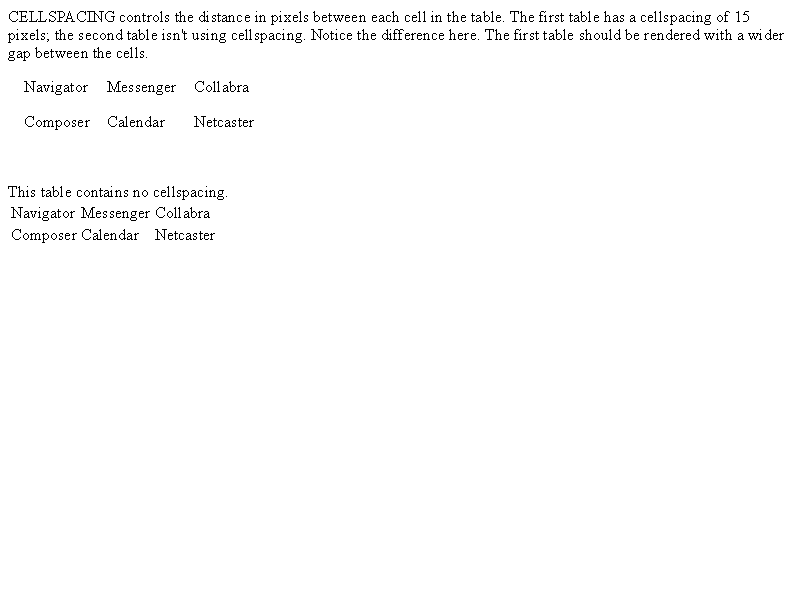 CELLSPACING controls the distance in pixels between each cell in the table. The first table has a cellspacing of 15
pixels; the second table isn't using cellspacing. Notice the difference here. The first table should be rendered with a wider
gap between the cells.
Navigator Messenger Collabra
Composer Calendar Netcaster
This table contains no cellspacing.
Navigator Messenger Collabra
Composer Calendar Netcaster